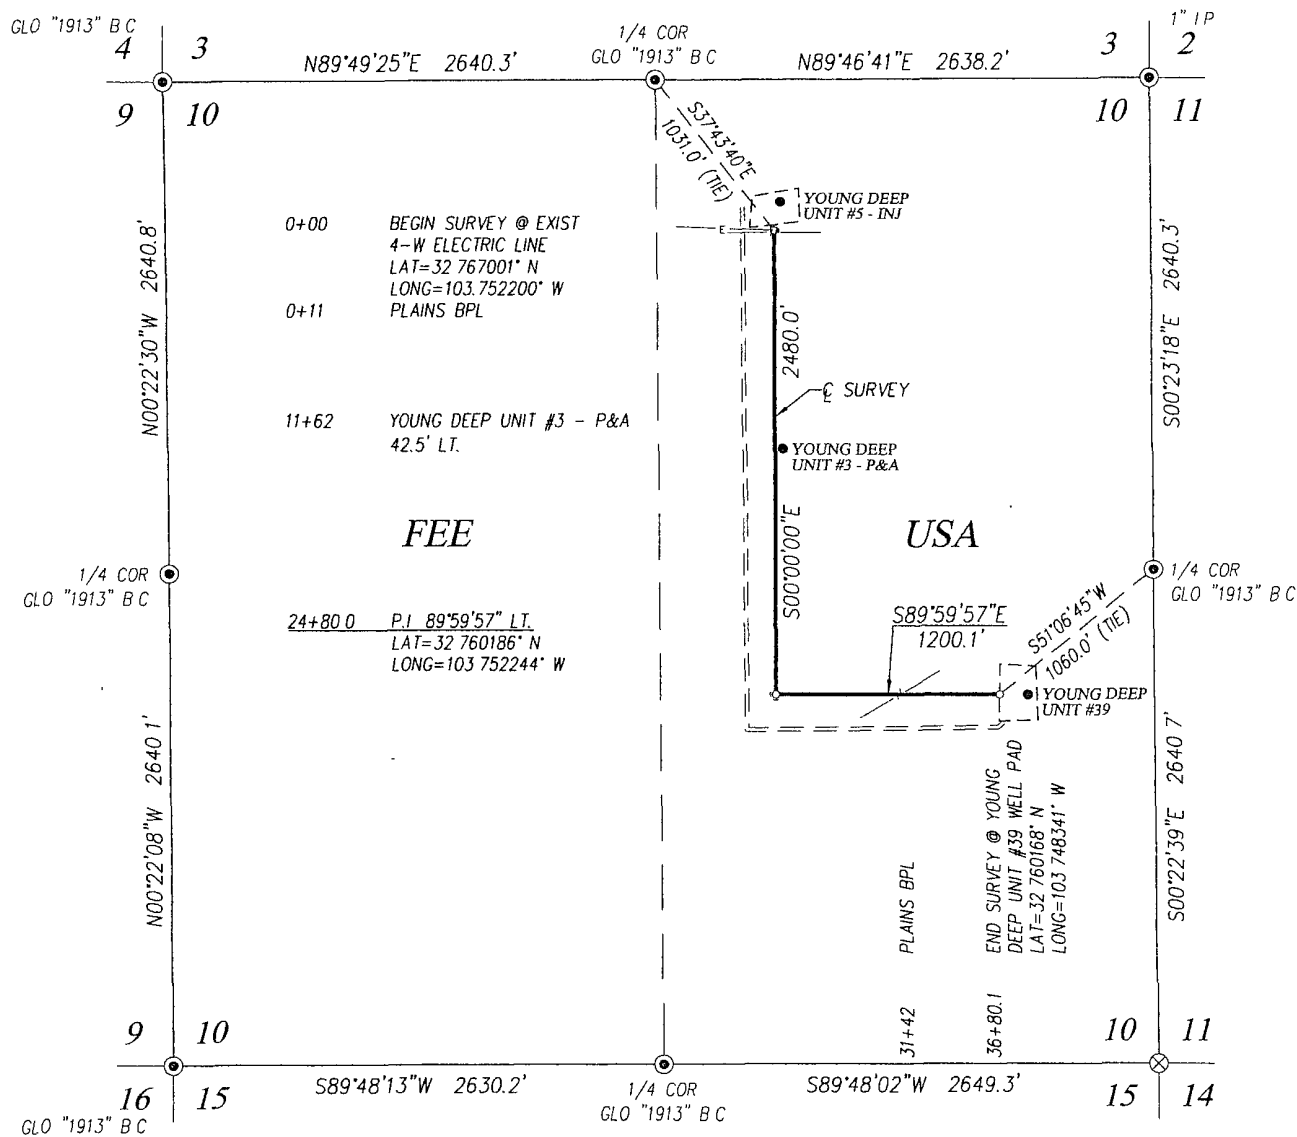 GLO "1913" B C
1/4 COR
GLO "1913" B C
1" I P
4 3
3 2
N89°49'25"E 2640.3'
N89°46'41"E 2638.2'
9 10
10 11
S37°43'40"E
1031.0' (TIE)
YOUNG DEEP
UNIT #5 - INJ
E
0+00 BEGIN SURVEY @ EXIST
4-W ELECTRIC LINE
LAT=32 767001° N
LONG=103.752200° W
0+11 PLAINS BPL
N00°22'30"W 2640.8'
S00°23'18"E 2640.3'
2480.0'
℄ SURVEY
11+62 YOUNG DEEP UNIT #3 - P&A
42.5' LT.
YOUNG DEEP
UNIT #3 - P&A
S00°00'00"E
FEE
USA
1/4 COR
GLO "1913" B C
1/4 COR
GLO "1913" B C
24+80 0 P.I 89°59'57" LT.
LAT=32 760186° N
LONG=103 752244° W
S89°59'57"E
1200.1'
S51°06'45"W
1060.0' (TIE)
YOUNG DEEP
UNIT #39
N00°22'08"W 2640 1'
S00°22'39"E 2640 7'
31+42 PLAINS BPL
36+80.1 END SURVEY @ YOUNG
DEEP UNIT #39 WELL PAD
LAT=32 760168° N
LONG=103 748341° W
9 10
10 11
S89°48'13"W 2630.2'
S89°48'02"W 2649.3'
16 15
15 14
1/4 COR
GLO "1913" B C
GLO "1913" B C